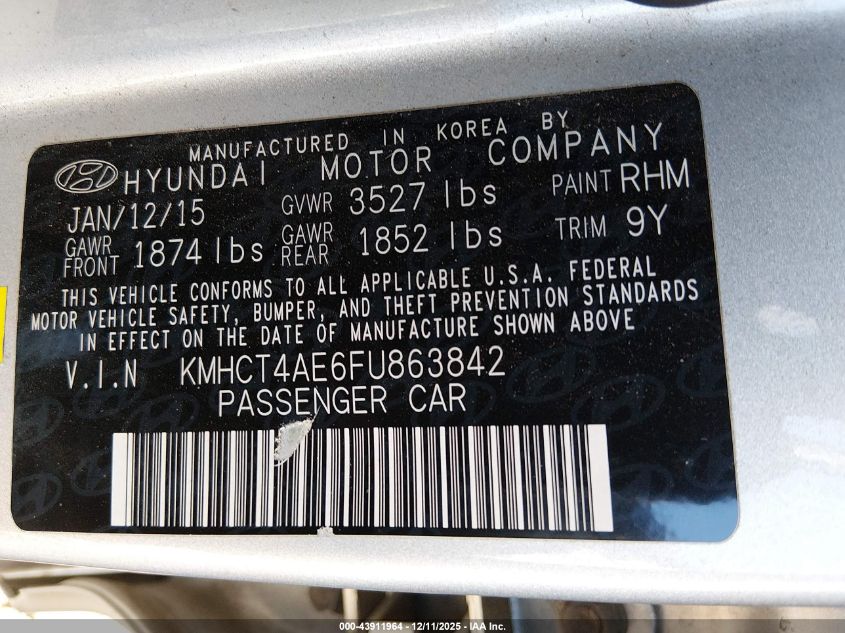 MANUFACTURED IN KOREA BY
HYUNDAI MOTOR COMPANY
JAN/12/15 GVWR 3527 lbs PAINT RHM
GAWR FRONT 1874 lbs GAWR REAR 1852 lbs TRIM 9Y
THIS VEHICLE CONFORMS TO ALL APPLICABLE U.S.A. FEDERAL
MOTOR VEHICLE SAFETY, BUMPER, AND THEFT PREVENTION STANDARDS
IN EFFECT ON THE DATE OF MANUFACTURE SHOWN ABOVE
V.I.N KMHCT4AE6FU863842
PASSENGER CAR
000-43911964 - 12/11/2025 - IAA Inc.